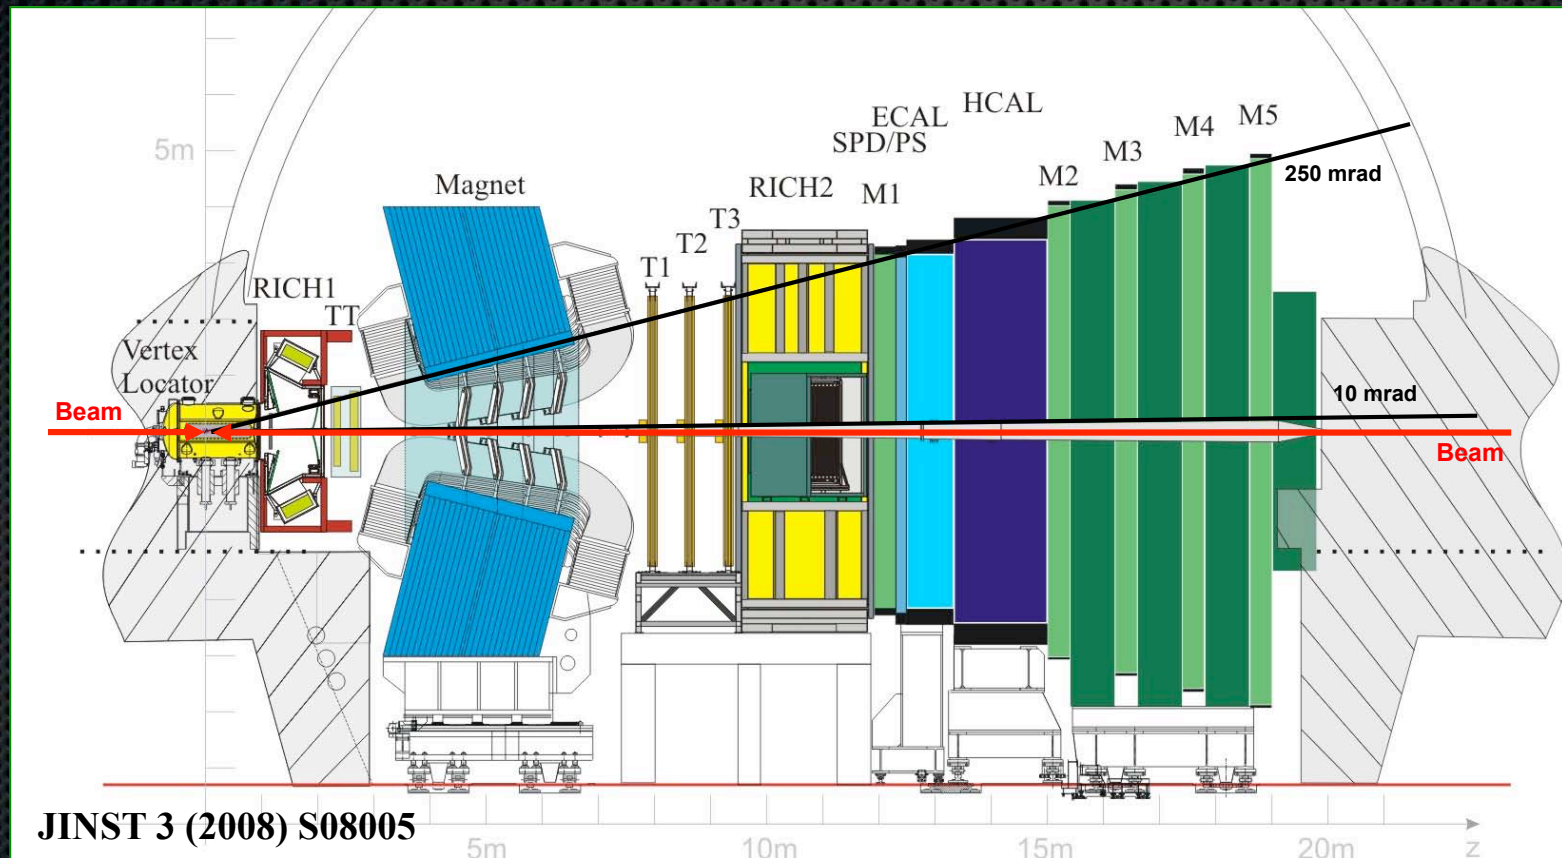 HCAL
ECAL
M5
M4
SPD/PS
M3
5m
250 mrad
M2
Magnet
RICH2
M1
T3
T2
T1
RICH1
TT
Vertex
Locator
10 mrad
Beam
Beam
JINST 3 (2008) S08005
5m
10m
15m
20m
z